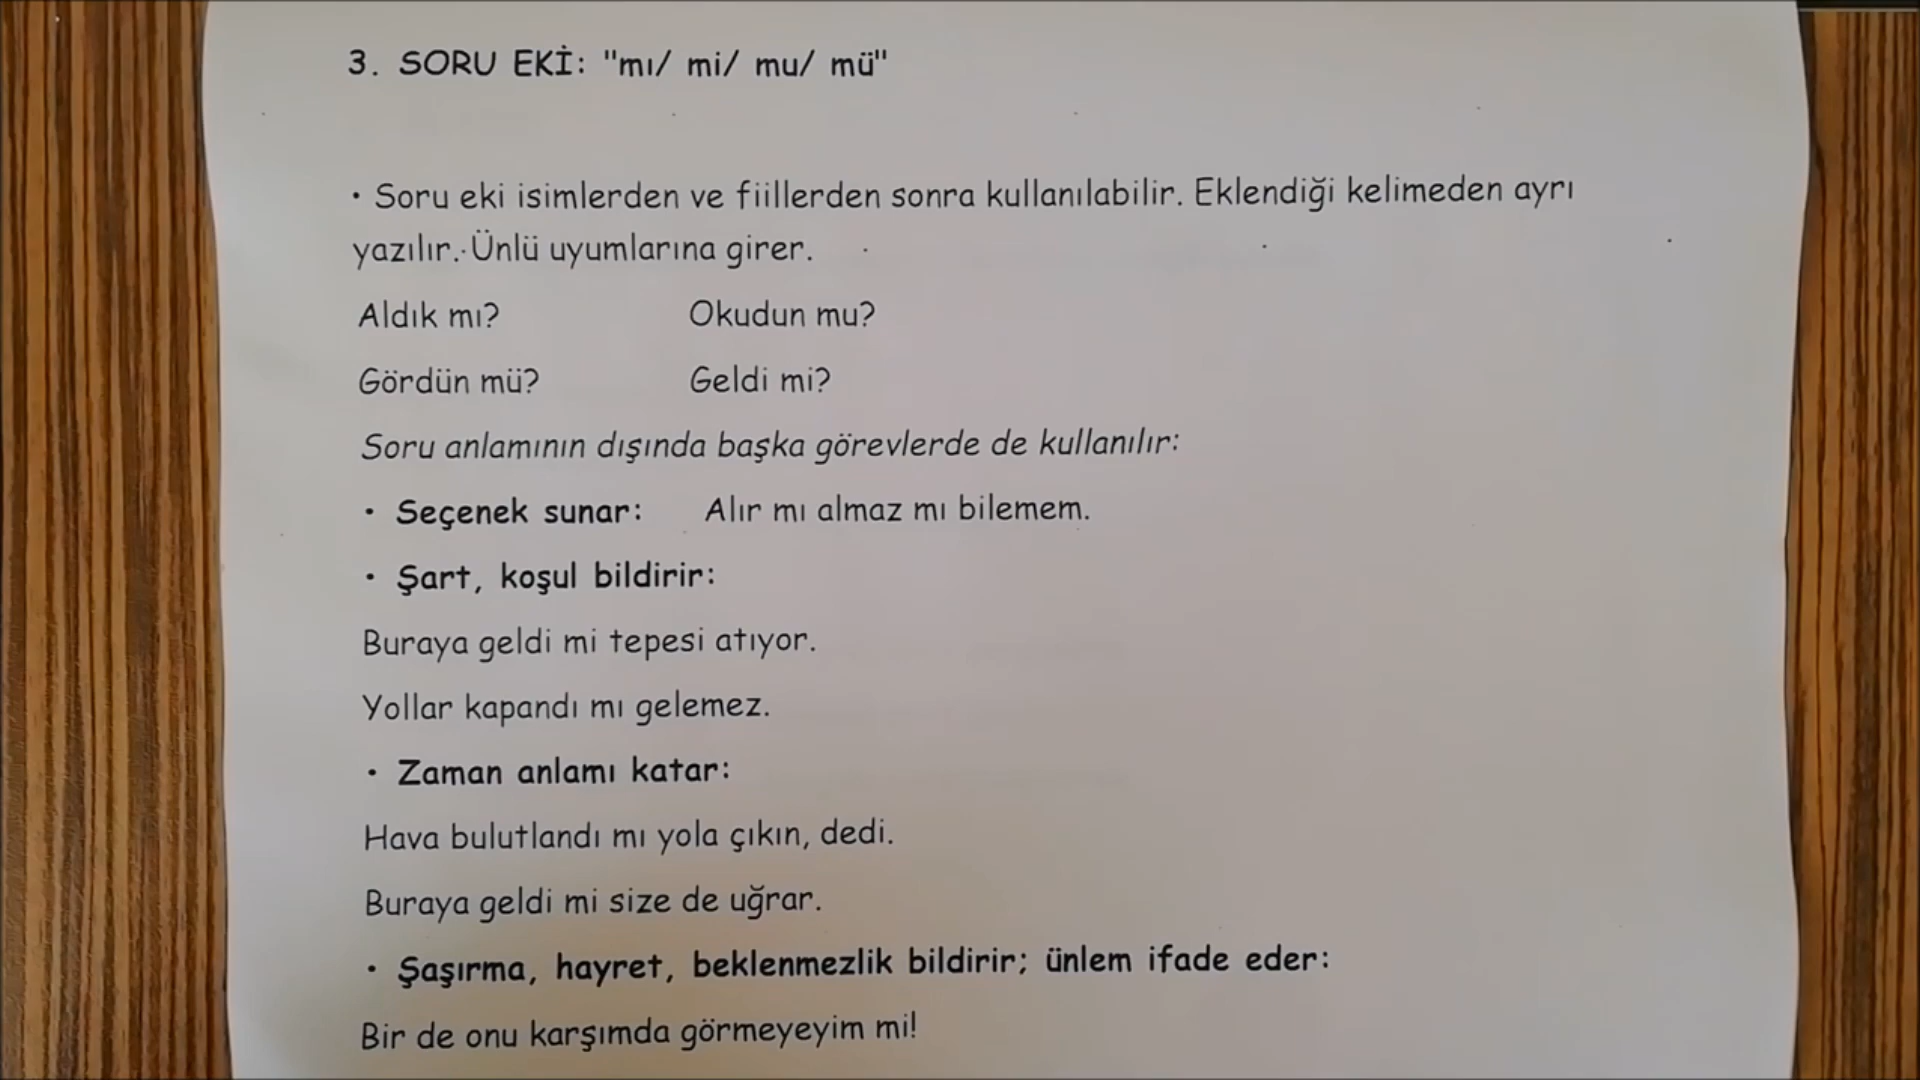 3. SORU EKİ: "mı/ mi/ mu/ mü"
• Soru eki isimlerden ve fiillerden sonra kullanılabilir. Eklendiği kelimeden ayrı
yazılır. Ünlü uyumlarına girer.
Aldık mı? Okudun mu?
Gördün mü? Geldi mi?
Soru anlamının dışında başka görevlerde de kullanılır:
• Seçenek sunar: Alır mı almaz mı bilemem.
• Şart, koşul bildirir:
Buraya geldi mi tepesi atıyor.
Yollar kapandı mı gelemez.
• Zaman anlamı katar:
Hava bulutlandı mı yola çıkın, dedi.
Buraya geldi mi size de uğrar.
• Şaşırma, hayret, beklenmezlik bildirir; ünlem ifade eder:
Bir de onu karşımda görmeyeyim mi!